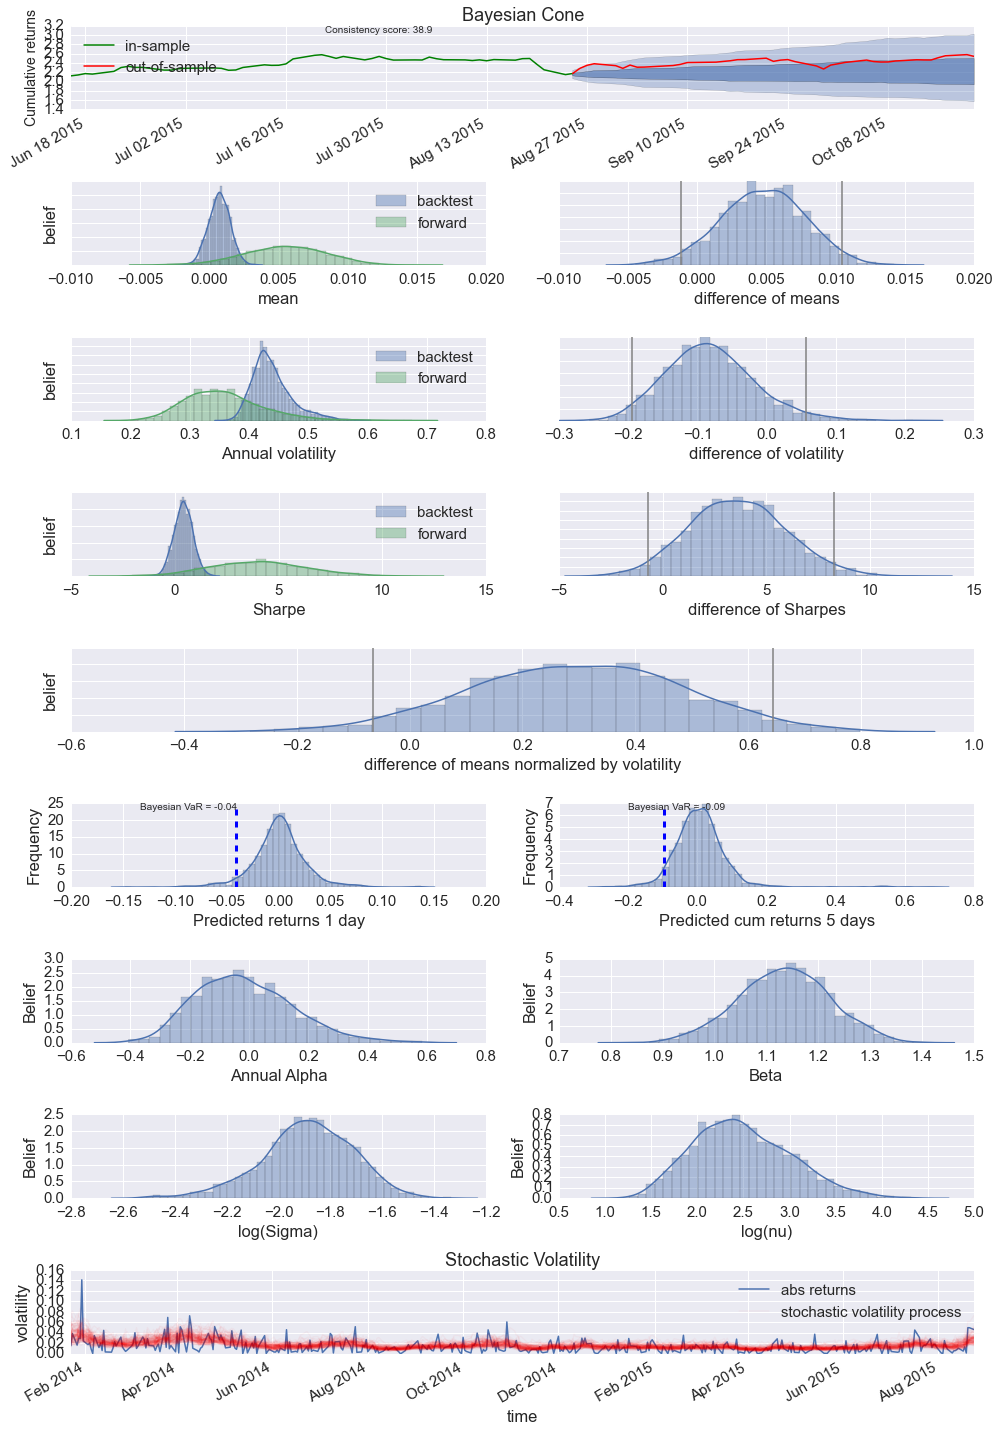 Bayesian Cone
Consistency score: 38.9
Cumulative returns
3.2
3.0
2.8
2.6
2.4
2.2
2.0
1.8
1.6
1.4
in-sample
out-of-sample
Jun 18 2015 Jul 02 2015 Jul 16 2015 Jul 30 2015 Aug 13 2015 Aug 27 2015 Sep 10 2015 Sep 24 2015 Oct 08 2015
belief
backtest
forward
−0.010 −0.005 0.000 0.005 0.010 0.015 0.020
mean
−0.010 −0.005 0.000 0.005 0.010 0.015 0.020
difference of means
belief
backtest
forward
0.1 0.2 0.3 0.4 0.5 0.6 0.7 0.8
Annual volatility
−0.3 −0.2 −0.1 0.0 0.1 0.2 0.3
difference of volatility
belief
backtest
forward
−5 0 5 10 15
Sharpe
−5 0 5 10 15
difference of Sharpes
belief
−0.6 −0.4 −0.2 0.0 0.2 0.4 0.6 0.8 1.0
difference of means normalized by volatility
Frequency
25
20
15
10
5
0
Bayesian VaR = -0.04
−0.20 −0.15 −0.10 −0.05 0.00 0.05 0.10 0.15 0.20
Predicted returns 1 day
Frequency
7
6
5
4
3
2
1
0
Bayesian VaR = -0.09
−0.4 −0.2 0.0 0.2 0.4 0.6 0.8
Predicted cum returns 5 days
Belief
3.0
2.5
2.0
1.5
1.0
0.5
0.0
−0.6 −0.4 −0.2 0.0 0.2 0.4 0.6 0.8
Annual Alpha
Belief
5
4
3
2
1
0
0.7 0.8 0.9 1.0 1.1 1.2 1.3 1.4 1.5
Beta
Belief
2.5
2.0
1.5
1.0
0.5
0.0
−2.8 −2.6 −2.4 −2.2 −2.0 −1.8 −1.6 −1.4 −1.2
log(Sigma)
Belief
0.8
0.7
0.6
0.5
0.4
0.3
0.2
0.1
0.0
0.5 1.0 1.5 2.0 2.5 3.0 3.5 4.0 4.5 5.0
log(nu)
Stochastic Volatility
volatility
0.16
0.14
0.12
0.10
0.08
0.06
0.04
0.02
0.00
abs returns
stochastic volatility process
Feb 2014 Apr 2014 Jun 2014 Aug 2014 Oct 2014 Dec 2014 Feb 2015 Apr 2015 Jun 2015 Aug 2015
time